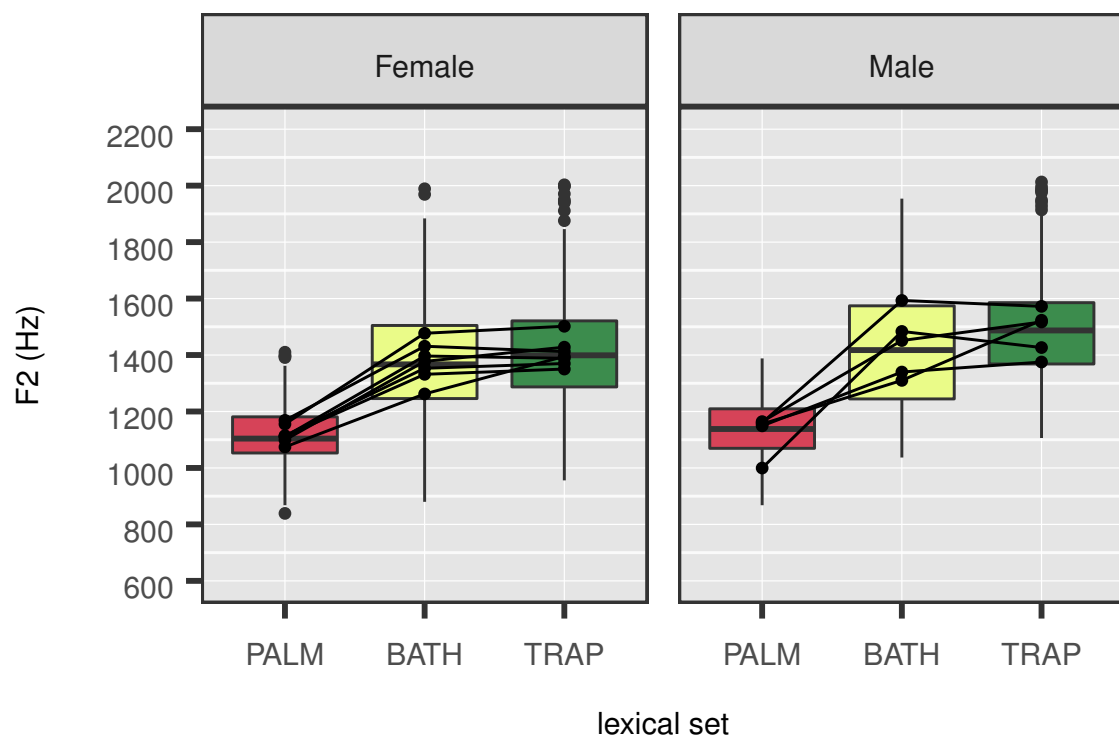 Female
Male
F2 (Hz)
2200
2000
1800
1600
1400
1200
1000
800
600
PALM BATH TRAP
PALM BATH TRAP
lexical set